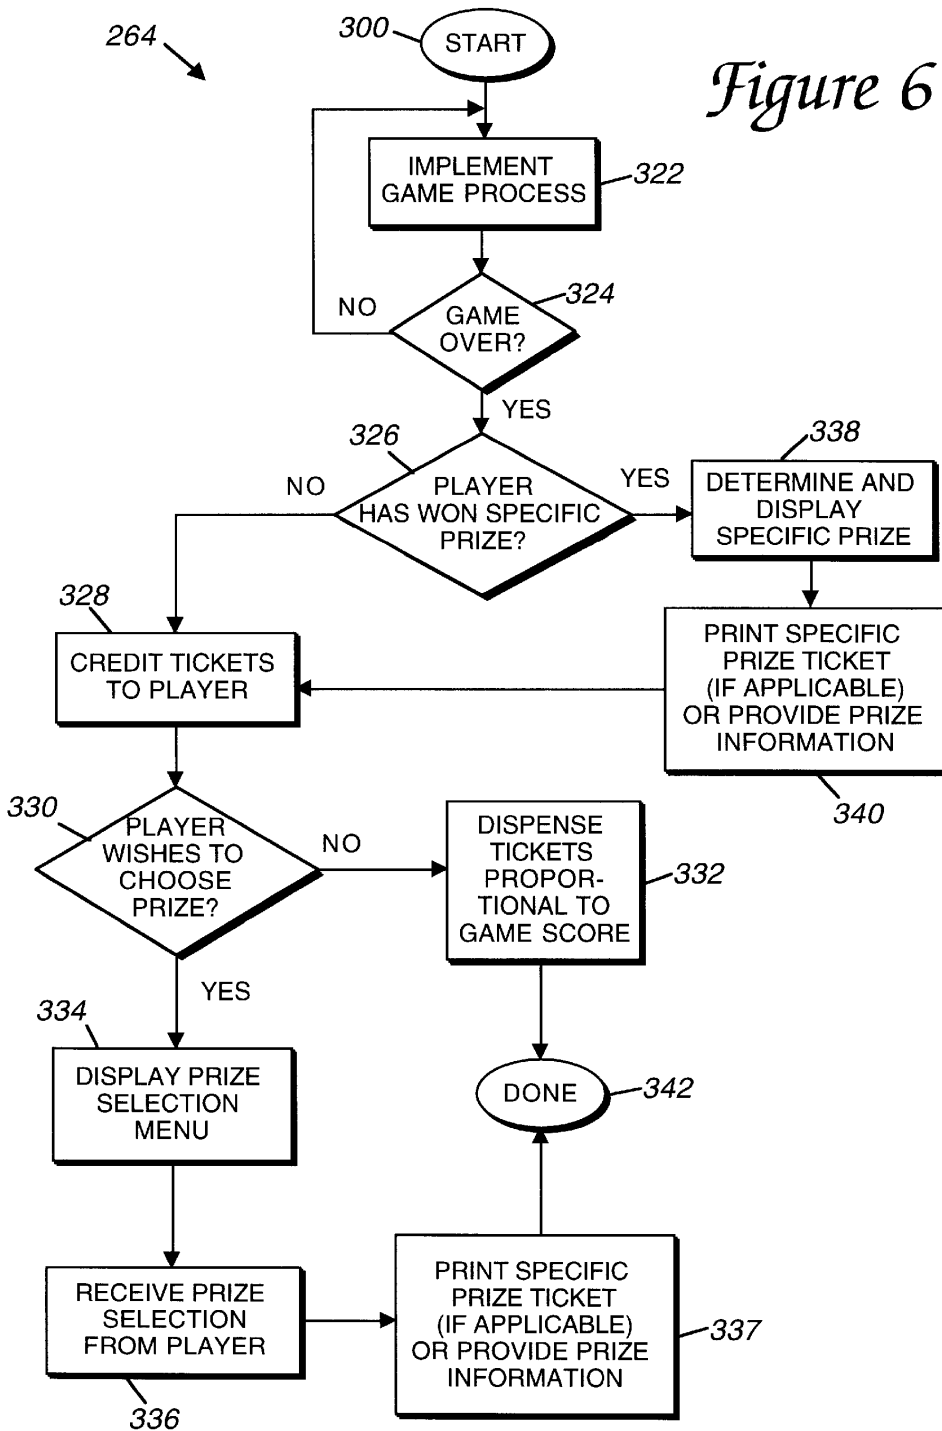 264
300
START
Figure 6
IMPLEMENT
GAME PROCESS
322
324
GAME
OVER?
NO
YES
326
PLAYER
HAS WON SPECIFIC
PRIZE?
NO
YES
338
DETERMINE AND
DISPLAY
SPECIFIC PRIZE
328
CREDIT TICKETS
TO PLAYER
PRINT SPECIFIC
PRIZE TICKET
(IF APPLICABLE)
OR PROVIDE PRIZE
INFORMATION
340
330
PLAYER
WISHES TO
CHOOSE
PRIZE?
NO
DISPENSE
TICKETS
PROPOR-
TIONAL TO
GAME SCORE
332
YES
334
DISPLAY PRIZE
SELECTION
MENU
DONE
342
RECEIVE PRIZE
SELECTION
FROM PLAYER
336
PRINT SPECIFIC
PRIZE TICKET
(IF APPLICABLE)
OR PROVIDE PRIZE
INFORMATION
337